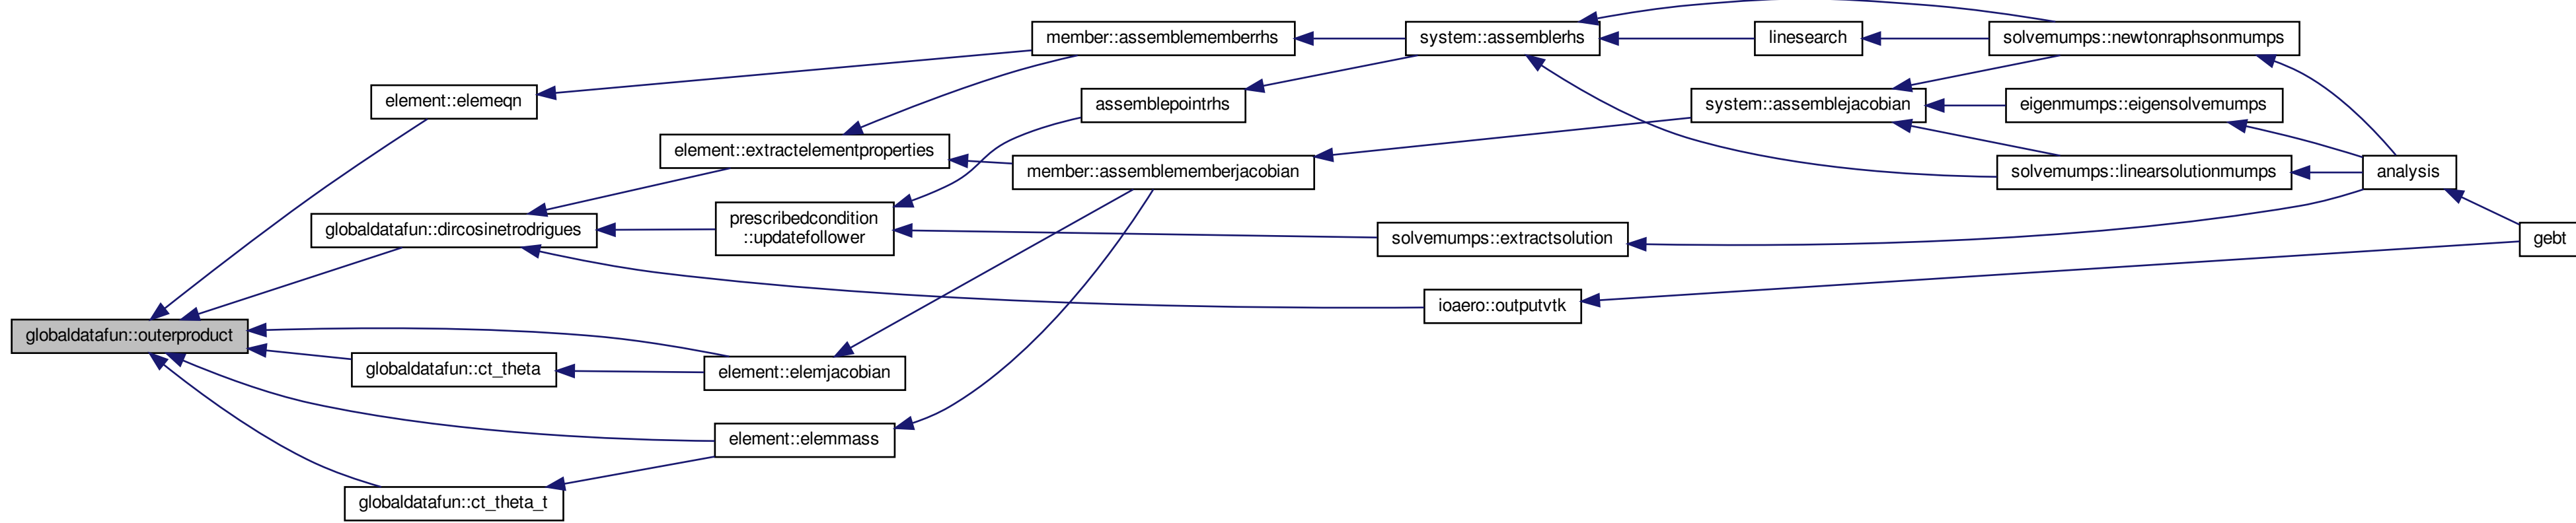 member::assemblememberrhs
system::assemblerhs
linesearch
solvemumps::newtonraphsonmumps
element::elemeqn
assemblepointrhs
system::assemblejacobian
eigenmumps::eigensolvemumps
element::extractelementproperties
member::assemblememberjacobian
solvemumps::linearsolutionmumps
analysis
globaldatafun::dircosinetrodrigues
prescribedcondition
::updatefollower
solvemumps::extractsolution
gebt
ioaero::outputvtk
globaldatafun::outerproduct
globaldatafun::ct_theta
element::elemjacobian
element::elemmass
globaldatafun::ct_theta_t